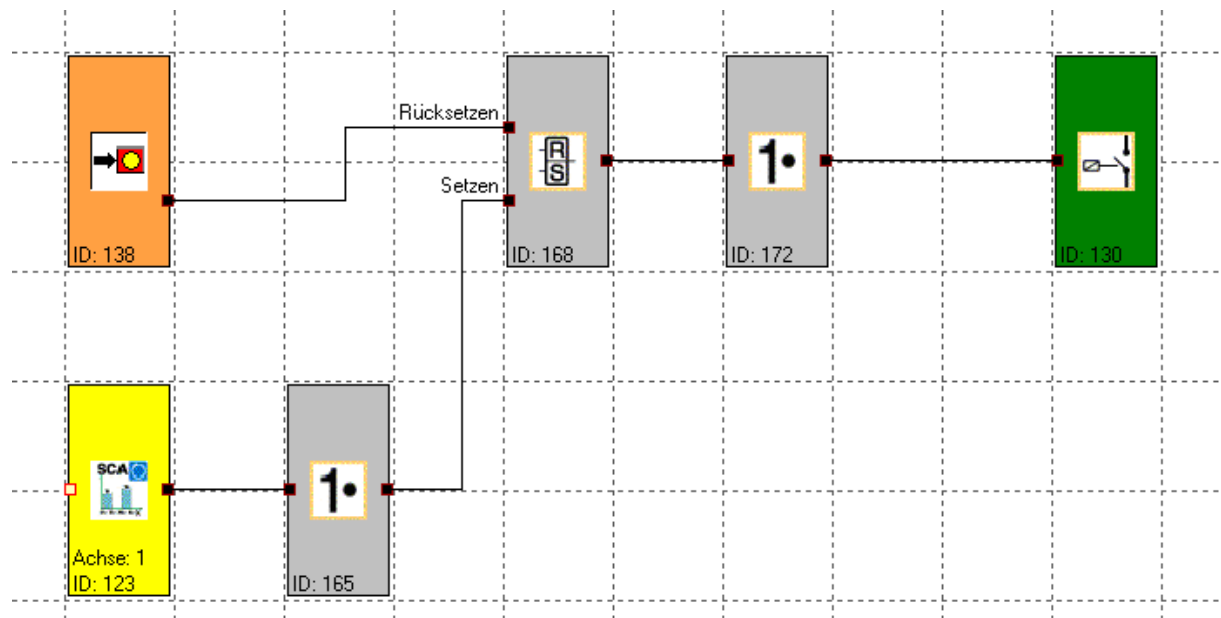 Rücksetzen
Setzen
R
S
1•
ID: 138
ID: 168
ID: 172
ID: 130
SCA
1•
Achse: 1
ID: 123
ID: 165